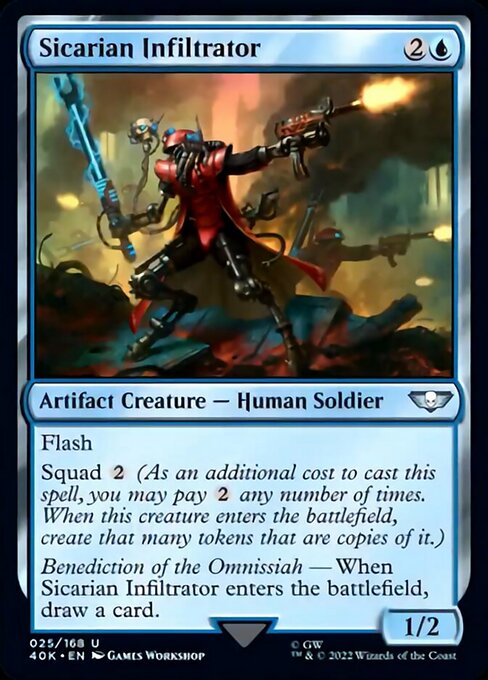 Sicarian Infiltrator 2
Artifact Creature — Human Soldier
Flash
Squad 2 (As an additional cost to cast this
spell, you may pay 2 any number of times.
When this creature enters the battlefield,
create that many tokens that are copies of it.)
Benediction of the Omnissiah — When
Sicarian Infiltrator enters the battlefield,
draw a card.
1/2
025/168 U
40K • EN Games Workshop
© GW
™ & © 2022 Wizards of the Coast